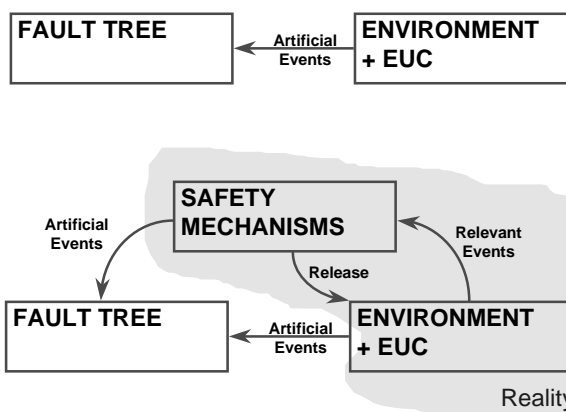 FAULT TREE
Artificial
Events
ENVIRONMENT
+ EUC
SAFETY
MECHANISMS
Artificial
Events
Relevant
Events
Release
FAULT TREE
Artificial
Events
ENVIRONMENT
+ EUC
Reality